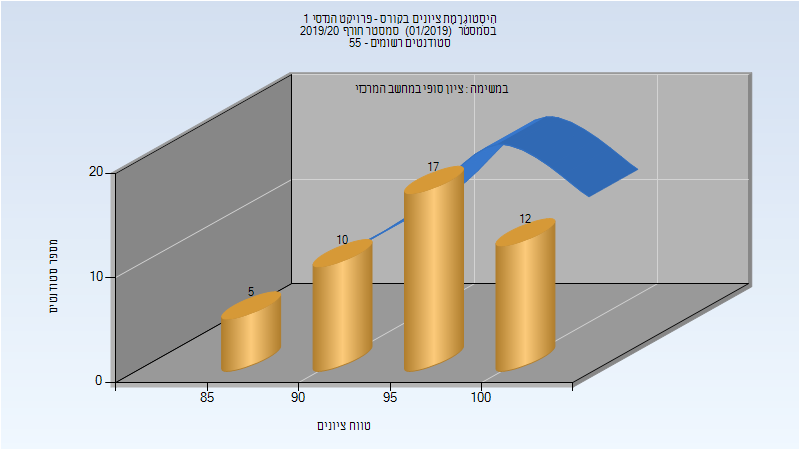 היסטוגרמת ציונים בקורס - פרויקט הנדסי 1
בסמסטר (01/2019) סמסטר חורף 2019/20
סטודנטים רשומים - 55
במשימה : ציון סופי במחשב המרכזי
מספר סטודנטים
20
10
0
5
10
17
12
85
90
95
100
טווח ציונים